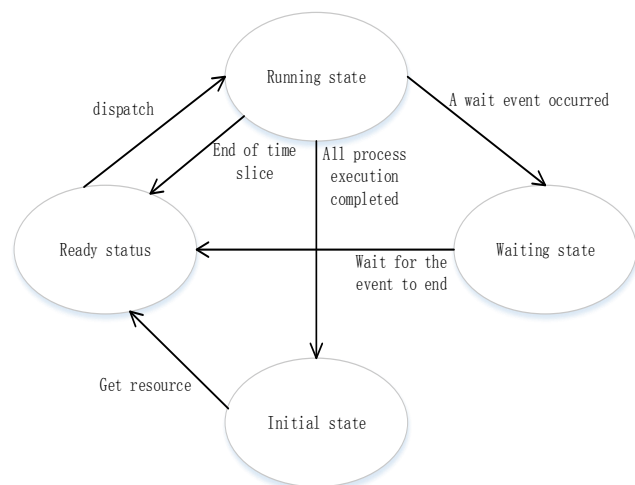 Running state
dispatch
A wait event occurred
End of time
slice
All process
execution
completed
Ready status
Waiting state
Wait for the
event to end
Get resource
Initial state